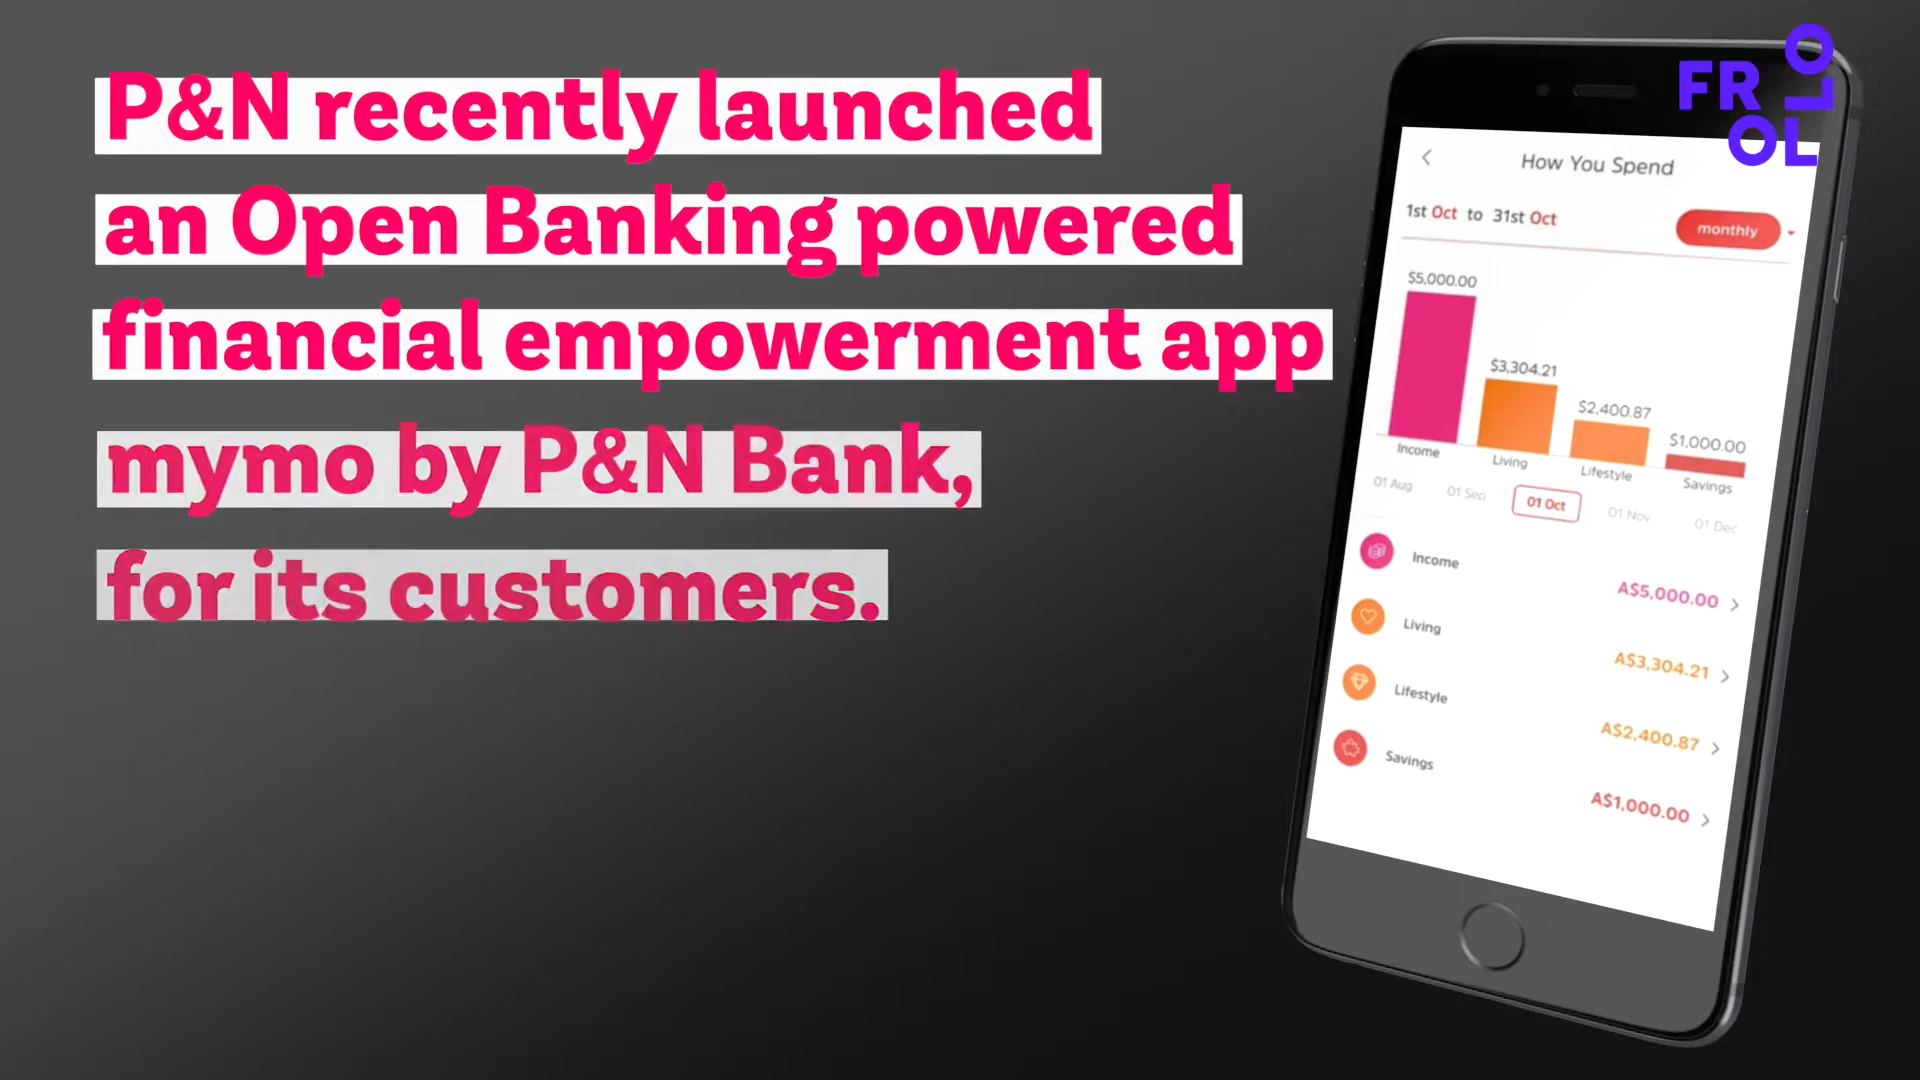 P&N recently launched
an Open Banking powered
financial empowerment app
mymo by P&N Bank,
for its customers.
FR
OL
LO
How You Spend
1st Oct to 31st Oct
monthly
$5,000.00
$3,304.21
$2,400.87
$1,000.00
Income
Living
Lifestyle
Savings
01 Aug
01 Sep
01 Oct
01 Nov
01 Dec
Income
A$5,000.00
Living
A$3,304.21
Lifestyle
A$2,400.87
Savings
A$1,000.00